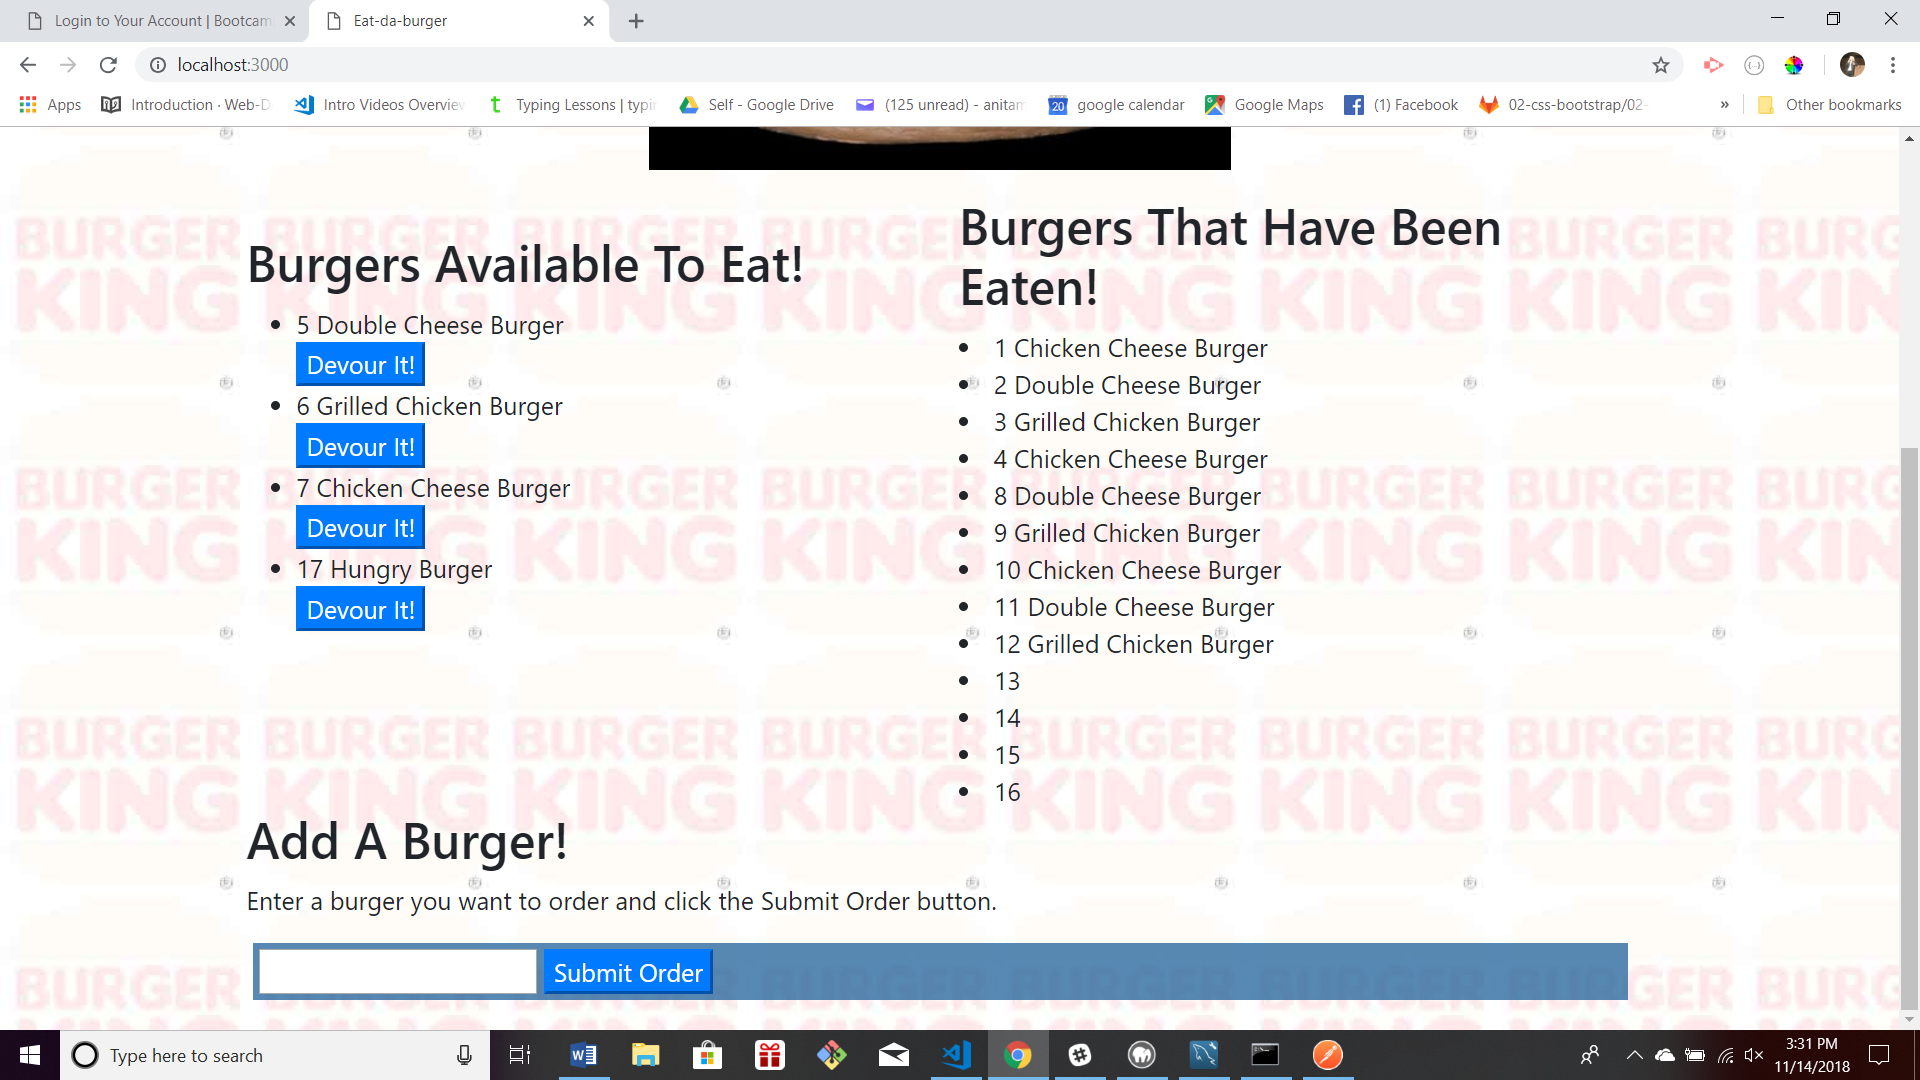 Login to Your Account | Bootcam
Eat-da-burger
localhost:3000
Apps
Introduction · Web-D
Intro Videos Overview
Typing Lessons | typin
Self - Google Drive
(125 unread) - anitam
20
google calendar
Google Maps
(1) Facebook
02-css-bootstrap/02-
»
Other bookmarks
Burgers Available To Eat!
5 Double Cheese Burger
Devour It!
6 Grilled Chicken Burger
Devour It!
7 Chicken Cheese Burger
Devour It!
17 Hungry Burger
Devour It!
Burgers That Have Been
Eaten!
1 Chicken Cheese Burger
2 Double Cheese Burger
3 Grilled Chicken Burger
4 Chicken Cheese Burger
8 Double Cheese Burger
9 Grilled Chicken Burger
10 Chicken Cheese Burger
11 Double Cheese Burger
12 Grilled Chicken Burger
13
14
15
16
BURGER KING
Add A Burger!
Enter a burger you want to order and click the Submit Order button.
Submit Order
Type here to search
3:31 PM
11/14/2018